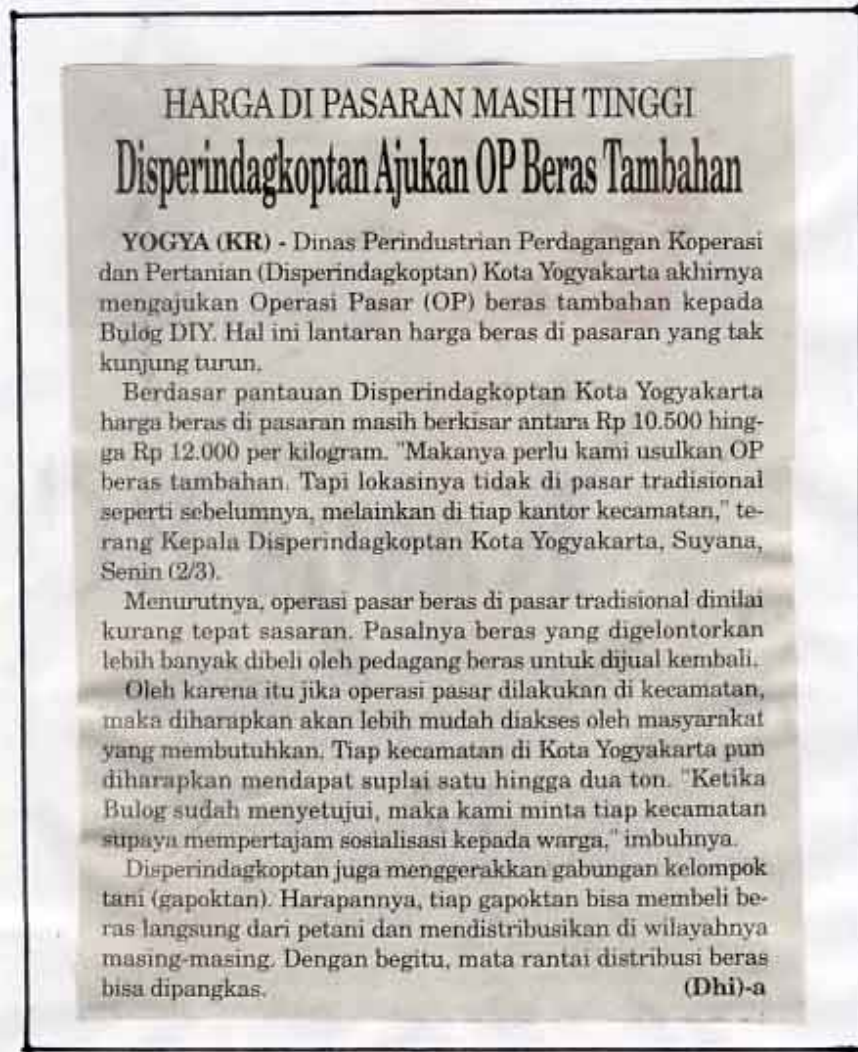 HARGA DI PASARAN MASIH TINGGI
Disperindagkoptan Ajukan OP Beras Tambahan
YOGYA (KR) - Dinas Perindustrian Perdagangan Koperasi
dan Pertanian (Disperindagkoptan) Kota Yogyakarta akhirnya
mengajukan Operasi Pasar (OP) beras tambahan kepada
Bulog DIY. Hal ini lantaran harga beras di pasaran yang tak
kunjung turun.
Berdasar pantauan Disperindagkoptan Kota Yogyakarta
harga beras di pasaran masih berkisar antara Rp 10.500 hing-
ga Rp 12.000 per kilogram. "Makanya perlu kami usulkan OP
beras tambahan. Tapi lokasinya tidak di pasar tradisional
seperti sebelumnya, melainkan di tiap kantor kecamatan," te-
rang Kepala Disperindagkoptan Kota Yogyakarta, Suyana,
Senin (2/3).
Menurutnya, operasi pasar beras di pasar tradisional dinilai
kurang tepat sasaran. Pasalnya beras yang digelontorkan
lebih banyak dibeli oleh pedagang beras untuk dijual kembali.
Oleh karena itu jika operasi pasar dilakukan di kecamatan,
maka diharapkan akan lebih mudah diakses oleh masyarakat
yang membutuhkan. Tiap kecamatan di Kota Yogyakarta pun
diharapkan mendapat suplai satu hingga dua ton. "Ketika
Bulog sudah menyetujui, maka kami minta tiap kecamatan
supaya mempertajam sosialisasi kepada warga," imbuhnya.
Disperindagkoptan juga menggerakkan gabungan kelompok
tani (gapoktan). Harapannya, tiap gapoktan bisa membeli be-
ras langsung dari petani dan mendistribusikan di wilayahnya
masing-masing. Dengan begitu, mata rantai distribusi beras
bisa dipangkas. (Dhi)-a